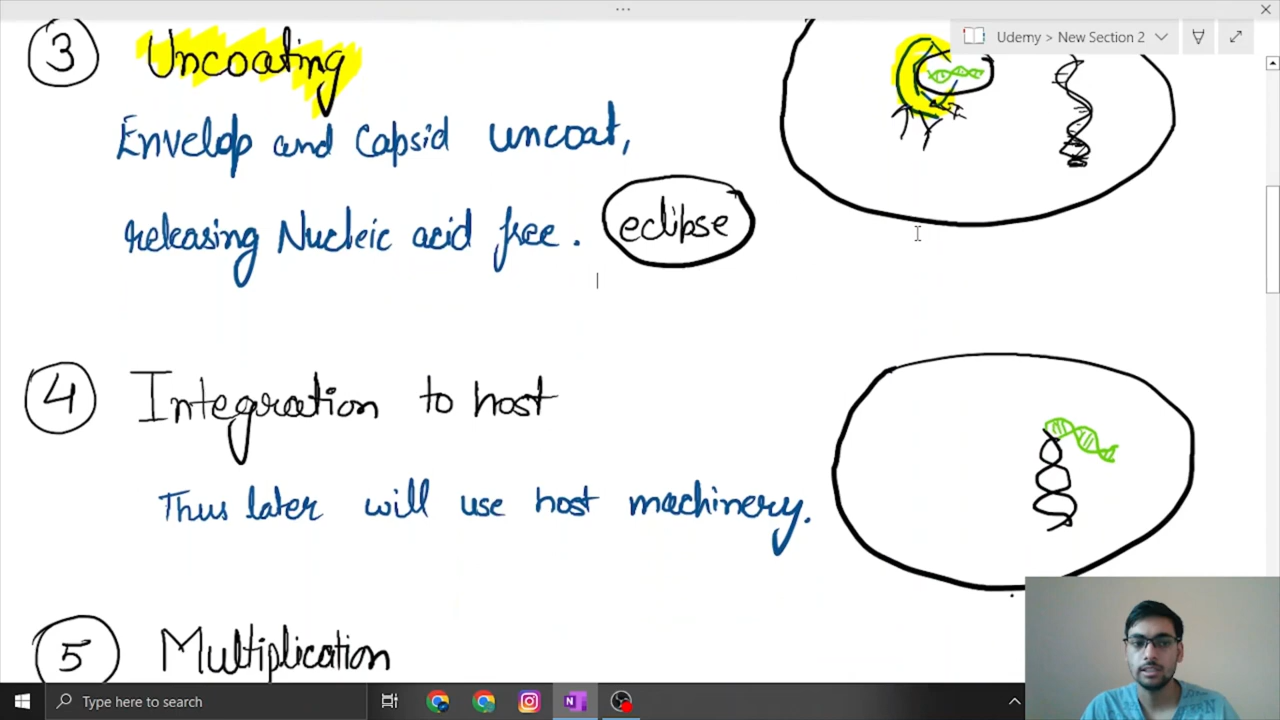 Udemy > New Section 2
3 Uncoating
Envelop and Capsid uncoat,
releasing Nucleic acid free. eclipse
4 Integration to host
Thus later will use host machinery.
5 Multiplication
Type here to search